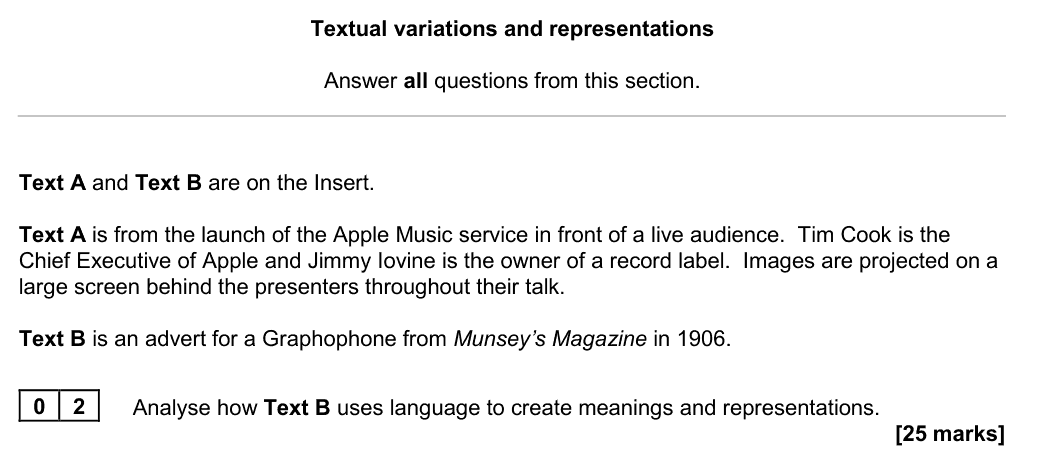 Textual variations and representations
Answer all questions from this section.
Text A and Text B are on the Insert.
Text A is from the launch of the Apple Music service in front of a live audience.  Tim Cook is the
Chief Executive of Apple and Jimmy Iovine is the owner of a record label.  Images are projected on a
large screen behind the presenters throughout their talk.
Text B is an advert for a Graphophone from Munsey’s Magazine in 1906.
0 2 Analyse how Text B uses language to create meanings and representations.
[25 marks]